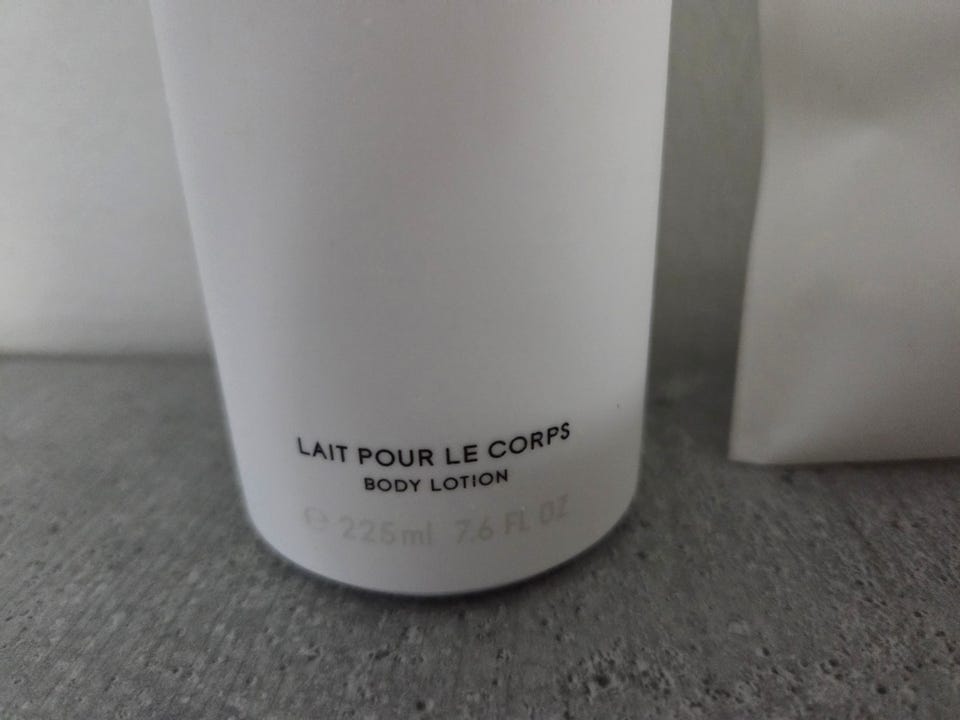 LAIT POUR LE CORPS
BODY LOTION
℮ 225ml 7.6 FL OZ